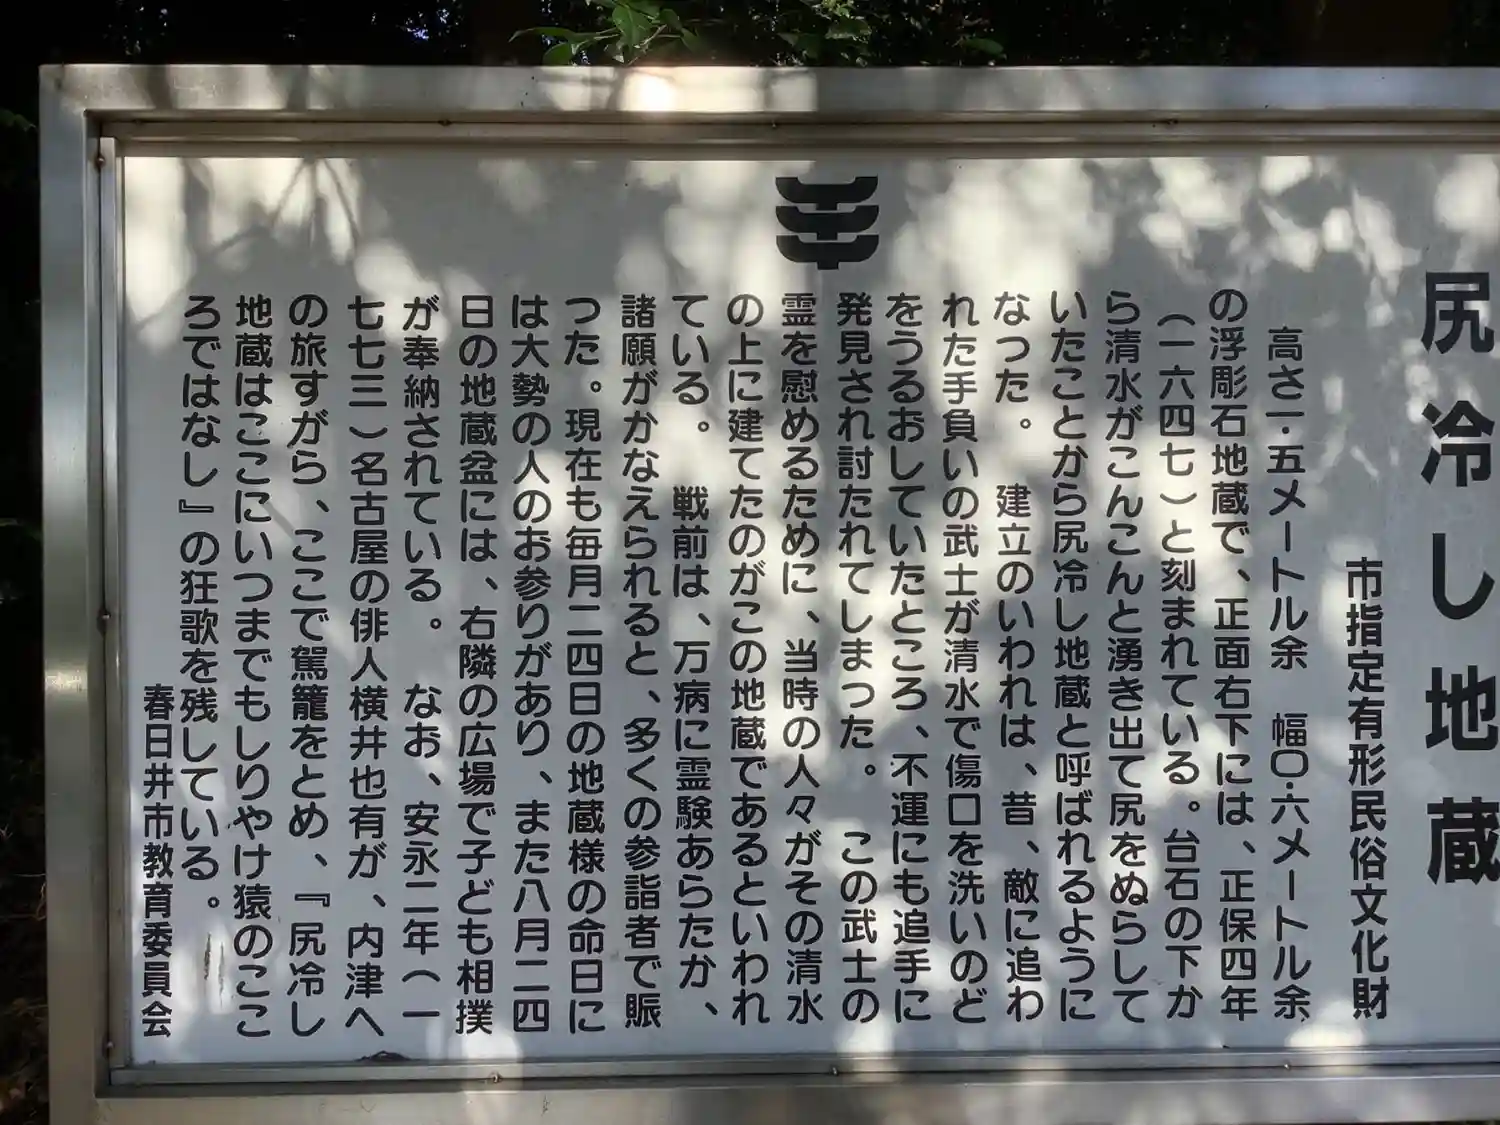 尻冷し地蔵
市指定有形民俗文化財
高さ一・五メートル余　幅〇・六メートル余
の浮彫石地蔵で、正面右下には、正保四年
（一六四七）と刻まれている。台石の下か
ら清水がこんこんと湧き出て尻をぬらして
いたことから尻冷し地蔵と呼ばれるように
なった。　建立のいわれは、昔、敵に追わ
れた手負いの武士が清水で傷口を洗いのど
をうるおしていたところ、不運にも追手に
発見され討たれてしまった。　この武士の
霊を慰めるために、当時の人々がその清水
の上に建てたのがこの地蔵であるといわれ
ている。　戦前は、万病に霊験あらたか、
諸願がかなえられると、多くの参詣者で賑
った。現在も毎月二四日の地蔵様の命日に
は大勢の人のお参りがあり、また八月二四
日の地蔵盆には、右隣の広場で子ども相撲
が奉納されている。　なお、安永二年（一
七七三）名古屋の俳人横井也有が、内津へ
の旅すがら、ここで駕籠をとめ、『尻冷し
地蔵はここにいつまでもしりやけ猿のここ
ろではなし』の狂歌を残している。
春日井市教育委員会